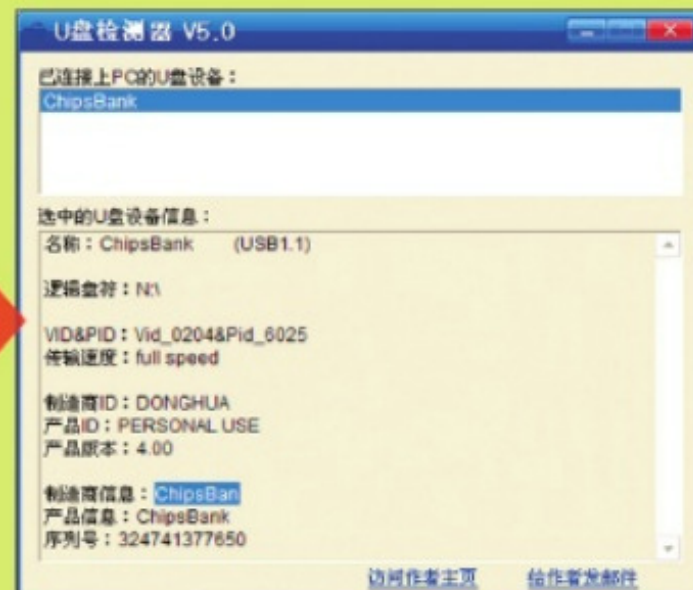 U盘检测器 V5.0
已连接上PC的U盘设备：
ChipsBank
选中的U盘设备信息：
名称：ChipsBank (USB1.1)
逻辑盘符：N:\
VID&PID：Vid_0204&Pid_6025
传输速度：full speed
制造商ID：DONGHUA
产品ID：PERSONAL USE
产品版本：4.00
制造商信息：ChipsBan
产品信息：ChipsBank
序列号：324741377650
访问作者主页 给作者发邮件